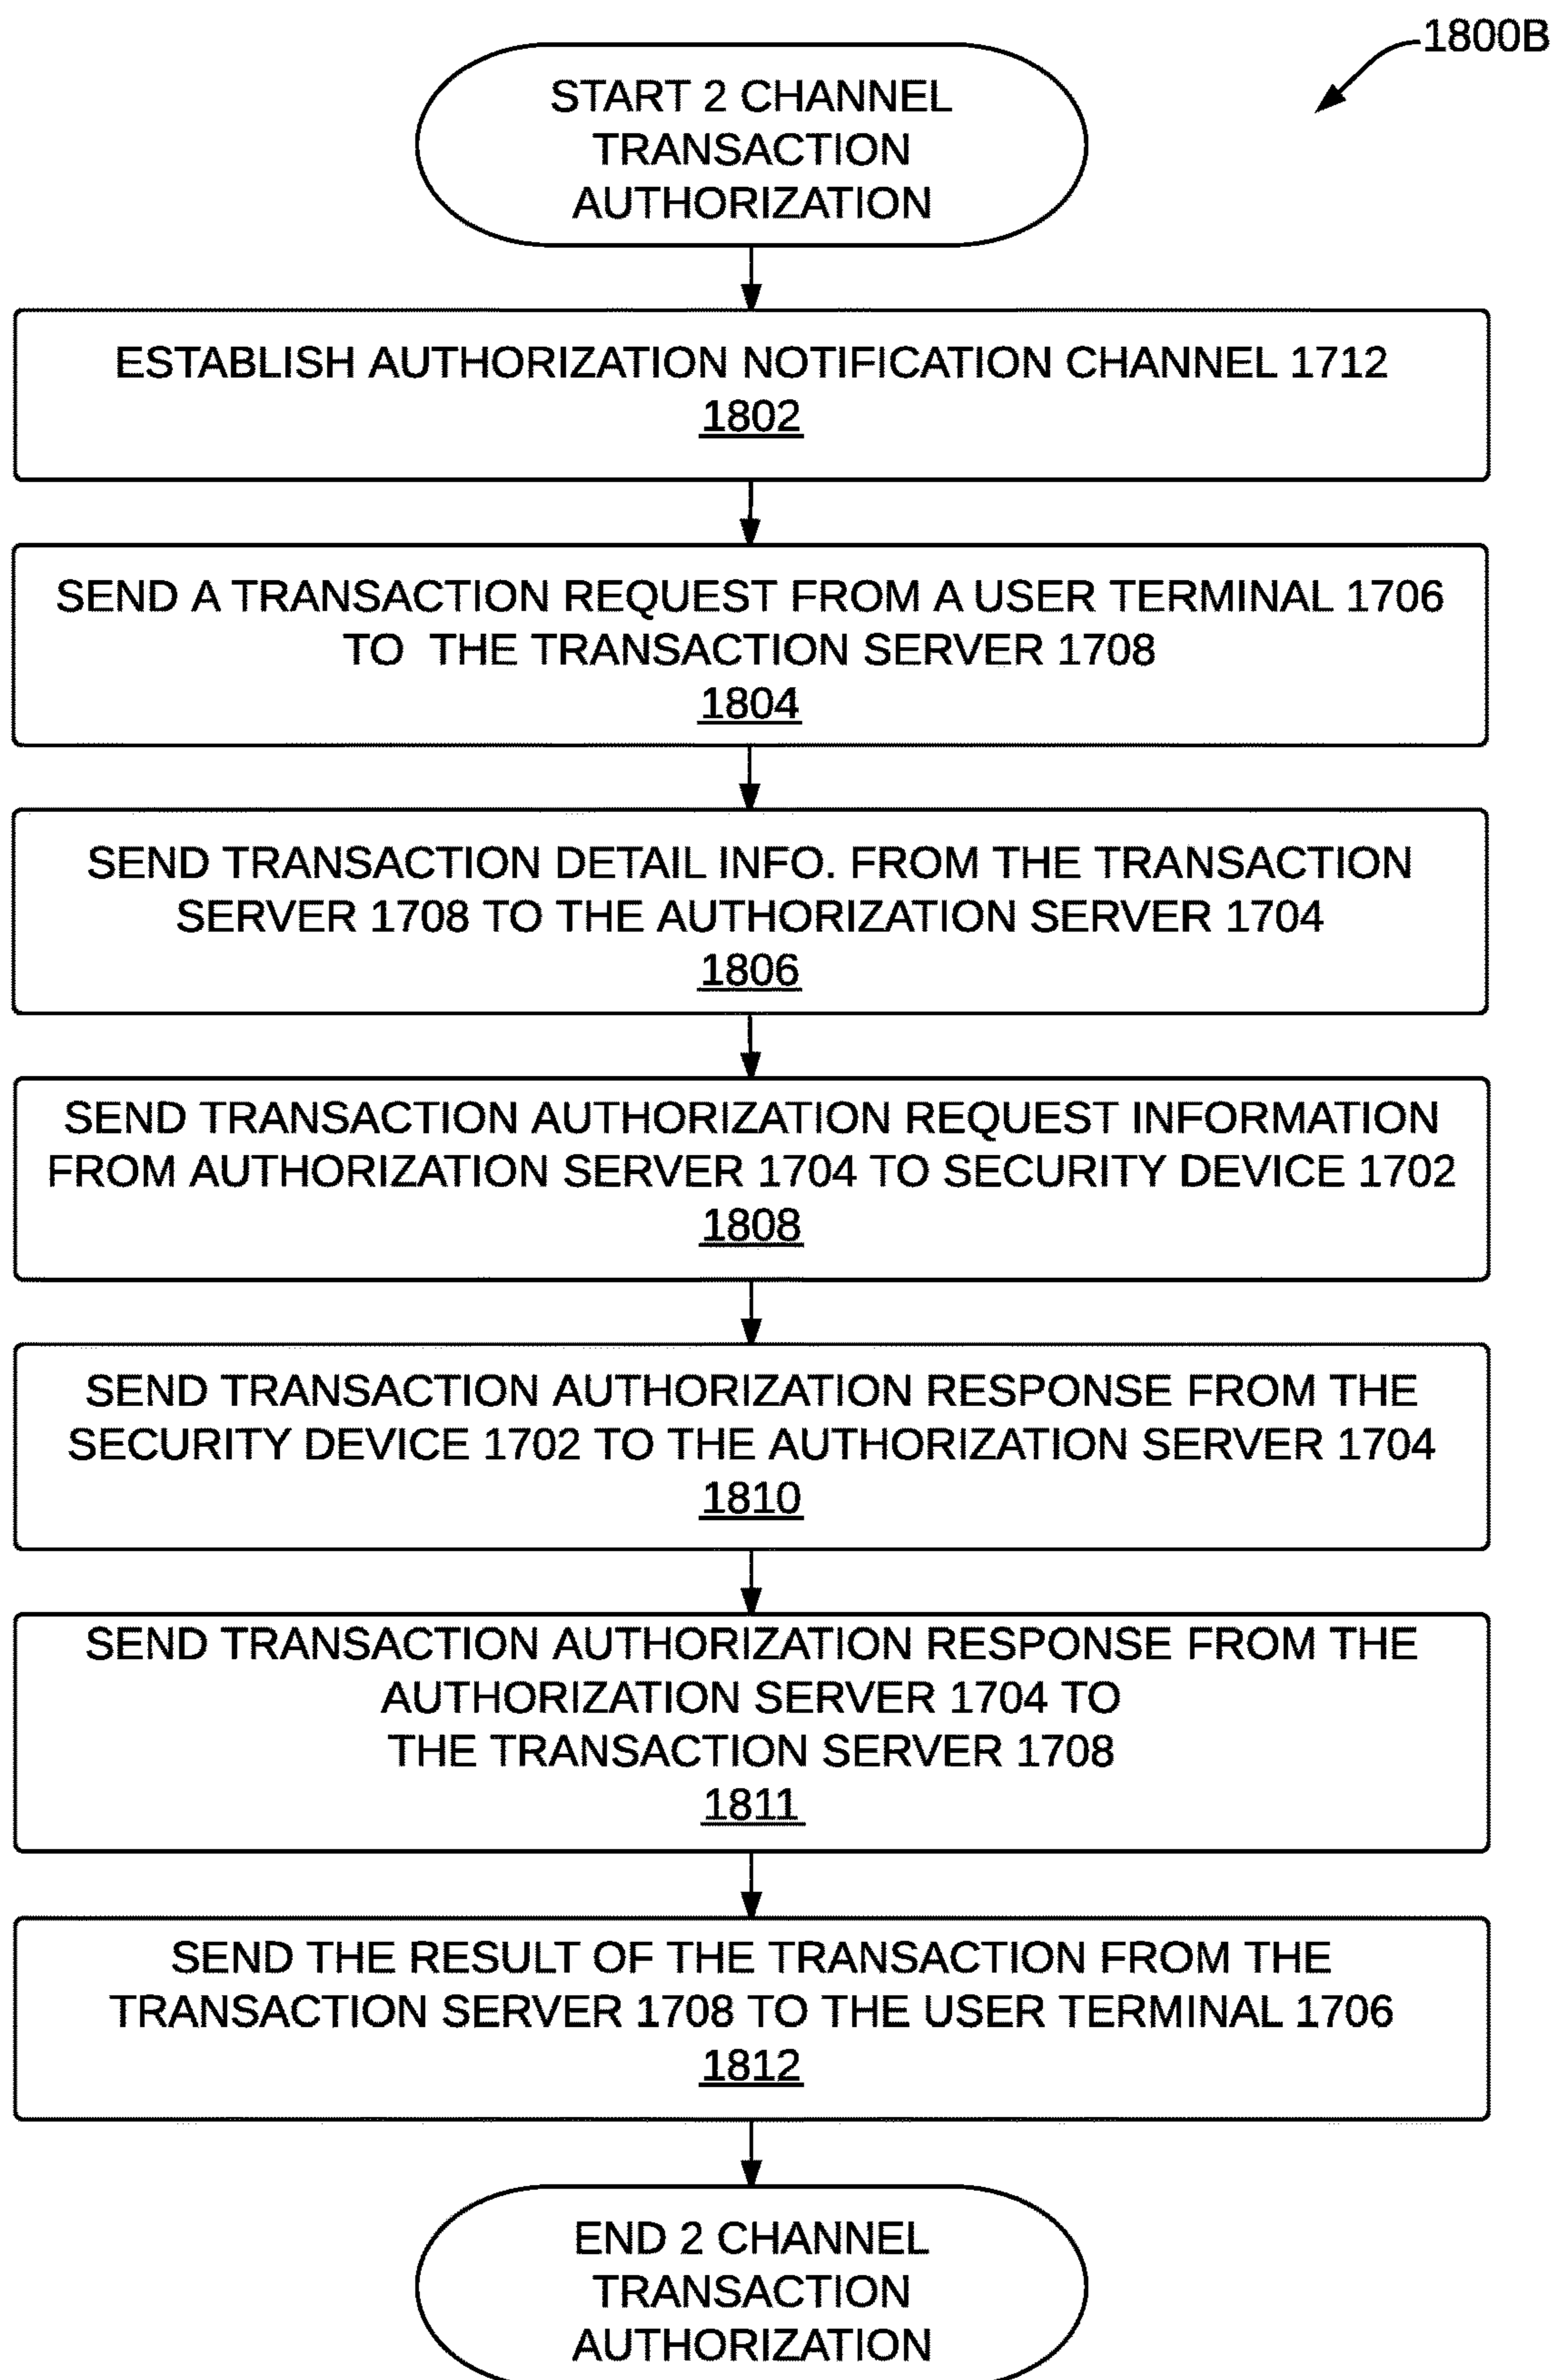 1800B
START 2 CHANNEL
TRANSACTION
AUTHORIZATION
ESTABLISH AUTHORIZATION NOTIFICATION CHANNEL 1712
1802
SEND A TRANSACTION REQUEST FROM A USER TERMINAL 1706
TO THE TRANSACTION SERVER 1708
1804
SEND TRANSACTION DETAIL INFO. FROM THE TRANSACTION
SERVER 1708 TO THE AUTHORIZATION SERVER 1704
1806
SEND TRANSACTION AUTHORIZATION REQUEST INFORMATION
FROM AUTHORIZATION SERVER 1704 TO SECURITY DEVICE 1702
1808
SEND TRANSACTION AUTHORIZATION RESPONSE FROM THE
SECURITY DEVICE 1702 TO THE AUTHORIZATION SERVER 1704
1810
SEND TRANSACTION AUTHORIZATION RESPONSE FROM THE
AUTHORIZATION SERVER 1704 TO
THE TRANSACTION SERVER 1708
1811
SEND THE RESULT OF THE TRANSACTION FROM THE
TRANSACTION SERVER 1708 TO THE USER TERMINAL 1706
1812
END 2 CHANNEL
TRANSACTION
AUTHORIZATION